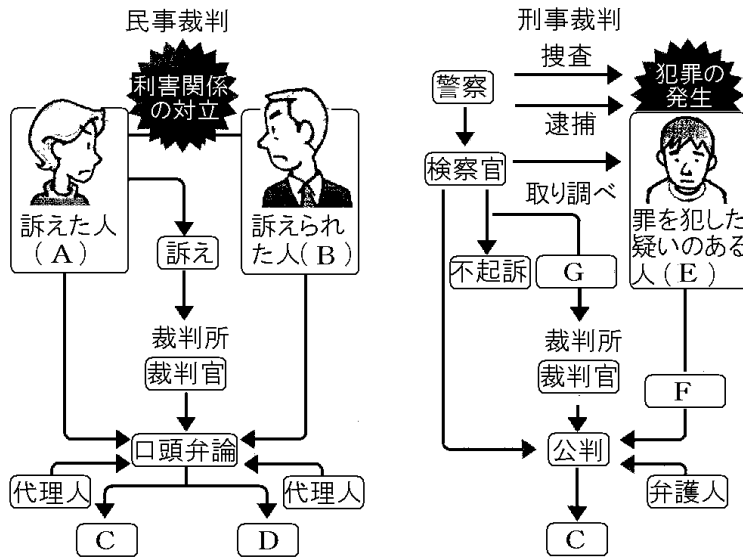 民事裁判
利害関係
の対立
訴えた人
(A)
訴えられ
た人(B)
訴え
裁判所
裁判官
口頭弁論
代理人
代理人
C
D
刑事裁判
警察
捜査
逮捕
犯罪の
発生
検察官
取り調べ
罪を犯した
疑いのある
人(E)
不起訴
G
裁判所
裁判官
F
公判
弁護人
C